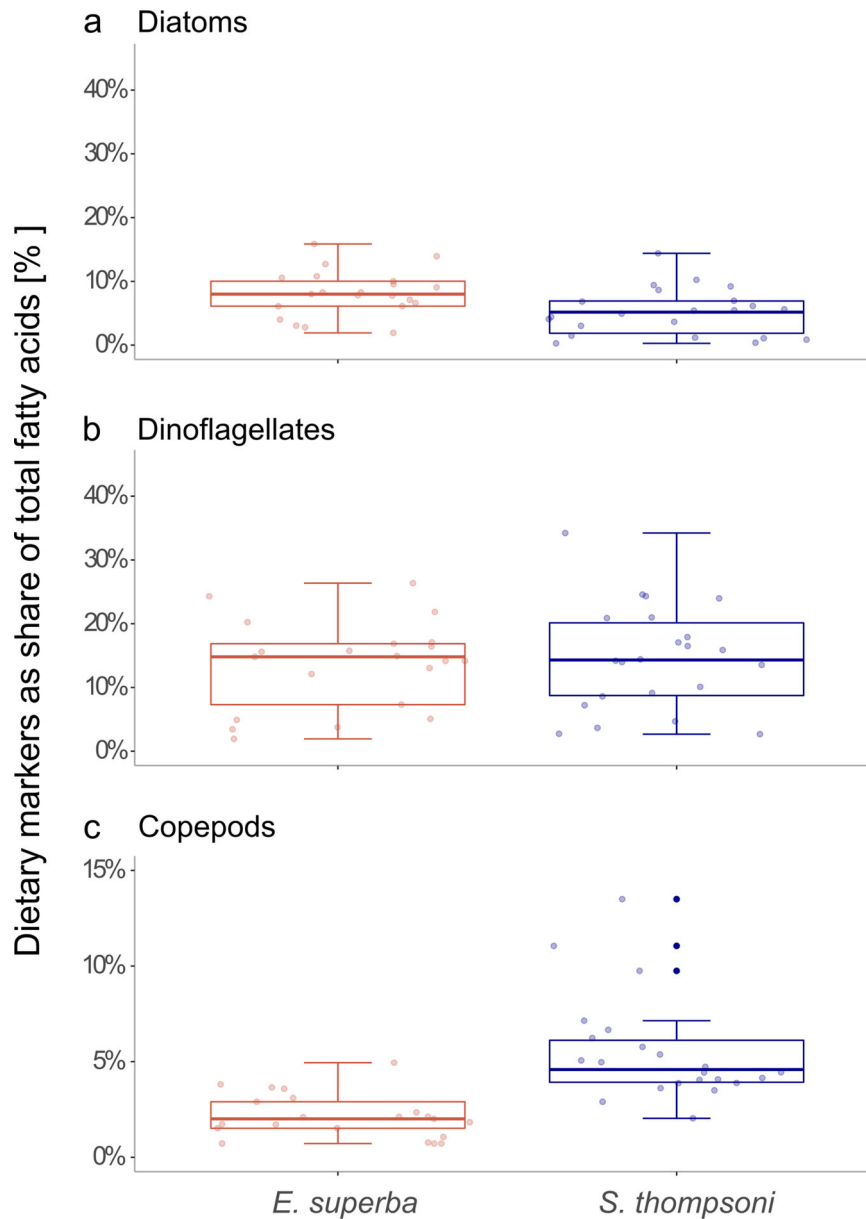 a Diatoms
40%
30%
20%
10%
0%
b Dinoflagellates
40%
30%
20%
10%
0%
c Copepods
15%
10%
5%
0%
E. superba S. thompsoni
Dietary markers as share of total fatty acids [% ]